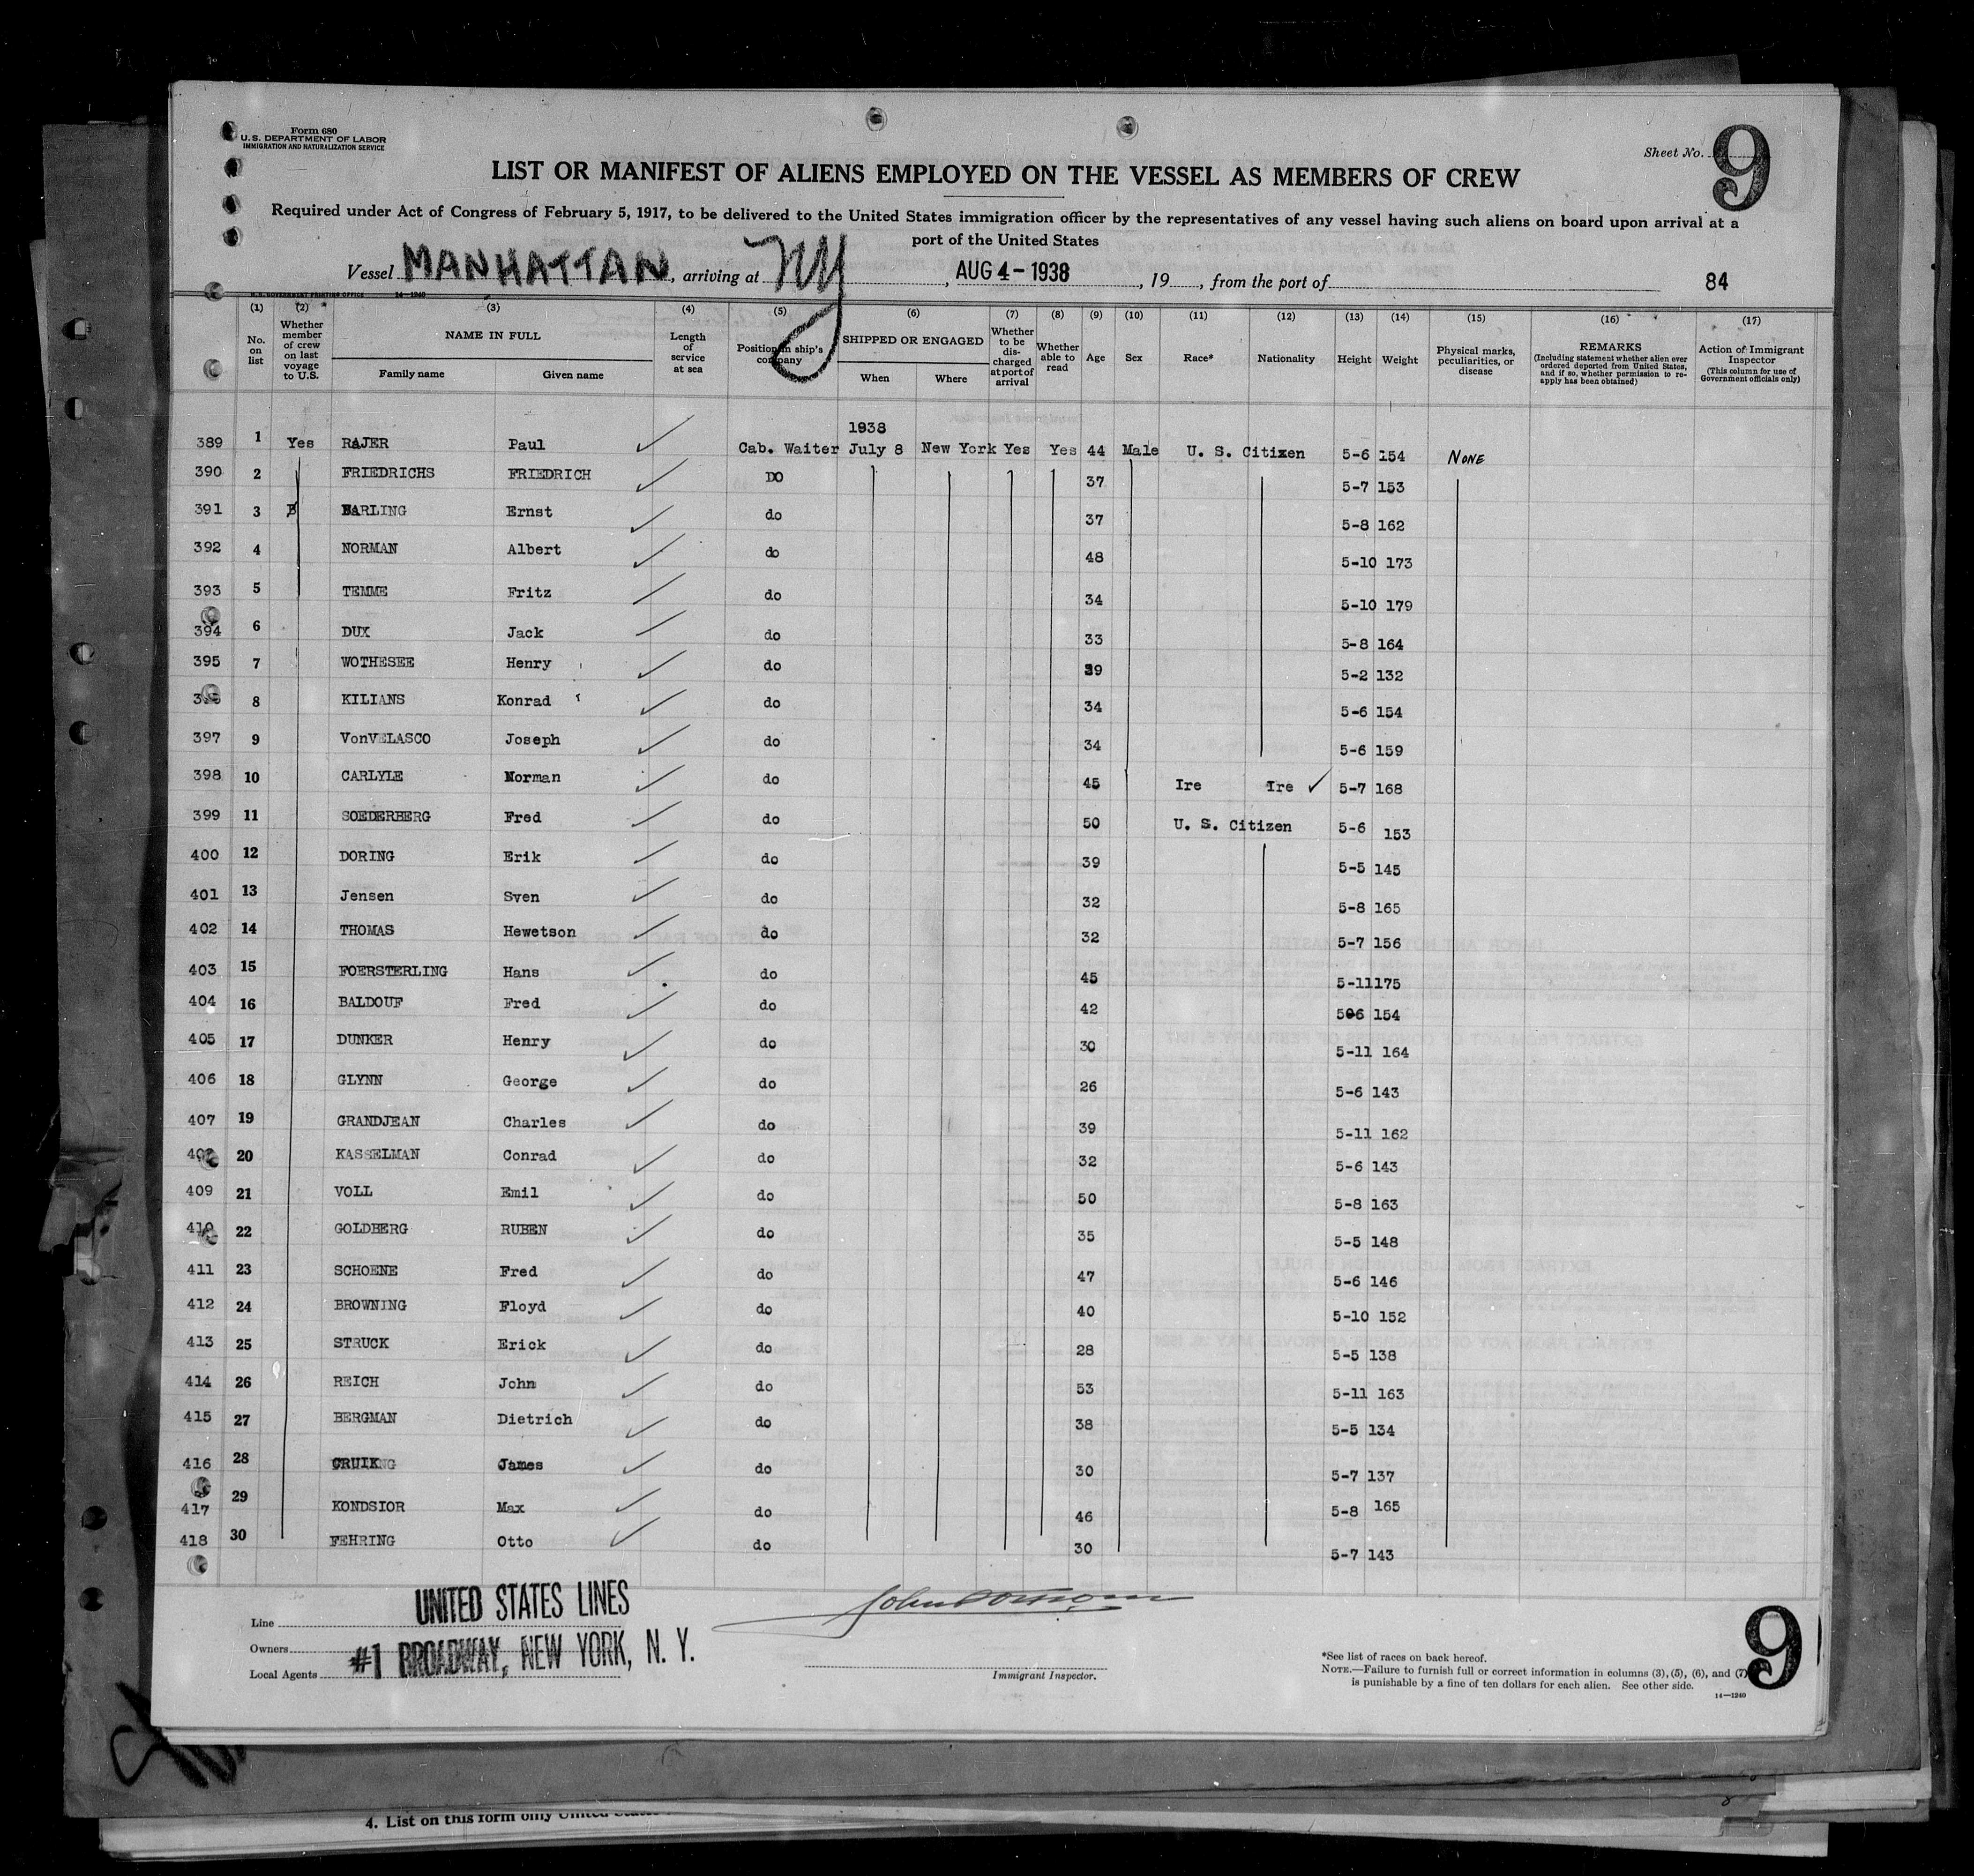 Form 680
U.S. DEPARTMENT OF LABOR
IMMIGRATION AND NATURALIZATION SERVICE
Sheet No. 9
LIST OR MANIFEST OF ALIENS EMPLOYED ON THE VESSEL AS MEMBERS OF CREW
Required under Act of Congress of February 5, 1917, to be delivered to the United States immigration officer by the representatives of any vessel having such aliens on board upon arrival at a
port of the United States
Vessel MANHATTAN, arriving at NY, AUG 4-1938, 19, from the port of 84
U.S. GOVERNMENT PRINTING OFFICE 14-1240
(1) (2) (3) (4) (5) (6) (7) (8) (9) (10) (11) (12) (13) (14) (15) (16) (17)
No. on list
Whether member of crew on last voyage to U.S.
NAME IN FULL
Family name Given name
Length of service at sea
Position in ship's company
SHIPPED OR ENGAGED
When Where
Whether to be discharged at port of arrival
Whether able to read
Age
Sex
Race*
Nationality
Height
Weight
Physical marks, peculiarities, or disease
REMARKS
(Including statement whether alien ever ordered deported from United States, and if so, whether permission to re-apply has been obtained)
Action of Immigrant Inspector
(This column for use of Government officials only)
1938
389 1 Yes RAJER Paul Cab. Waiter July 8 New York Yes Yes 44 Male U. S. Citizen 5-6 154 NONE
390 2 FRIEDRICHS FRIEDRICH DO 37 5-7 153
391 3 BARLING Ernst do 37 5-8 162
392 4 NORMAN Albert do 48 5-10 173
393 5 TEMME Fritz do 34 5-10 179
394 6 DUX Jack do 33 5-8 164
395 7 WOTHESEE Henry do 39 5-2 132
8 KILIANS Konrad do 34 5-6 154
397 9 VonVELASCO Joseph do 34 5-6 159
398 10 CARLYLE Norman do 45 Ire Ire 5-7 168
399 11 SOEDERBERG Fred do 50 U. S. Citizen 5-6 153
400 12 DORING Erik do 39 5-5 145
401 13 Jensen Sven do 32 5-8 165
402 14 THOMAS Hewetson do 32 5-7 156
403 15 FOERSTERLING Hans do 45 5-11 175
404 16 BALDOUF Fred do 42 506 154
405 17 DUNKER Henry do 30 5-11 164
406 18 GLYNN George do 26 5-6 143
407 19 GRANDJEAN Charles do 39 5-11 162
20 KASSELMAN Conrad do 32 5-6 143
409 21 VOLL Emil do 50 5-8 163
410 22 GOLDBERG RUBEN do 35 5-5 148
411 23 SCHOENE Fred do 47 5-6 146
412 24 BROWNING Floyd do 40 5-10 152
413 25 STRUCK Erick do 28 5-5 138
414 26 REICH John do 53 5-11 163
415 27 BERGMAN Dietrich do 38 5-5 134
416 28 James do 30 5-7 137
417 29 KONDSIOR Max do 46 5-8 165
418 30 FEHRING Otto do 30 5-7 143
Line UNITED STATES LINES
Owners
Local Agents #1 BROADWAY, NEW YORK, N. Y.
Immigrant Inspector.
*See list of races on back hereof.
NOTE.—Failure to furnish full or correct information in columns (3), (5), (6), and (7)
is punishable by a fine of ten dollars for each alien. See other side.
14-1240
9
4. List on this form only United States